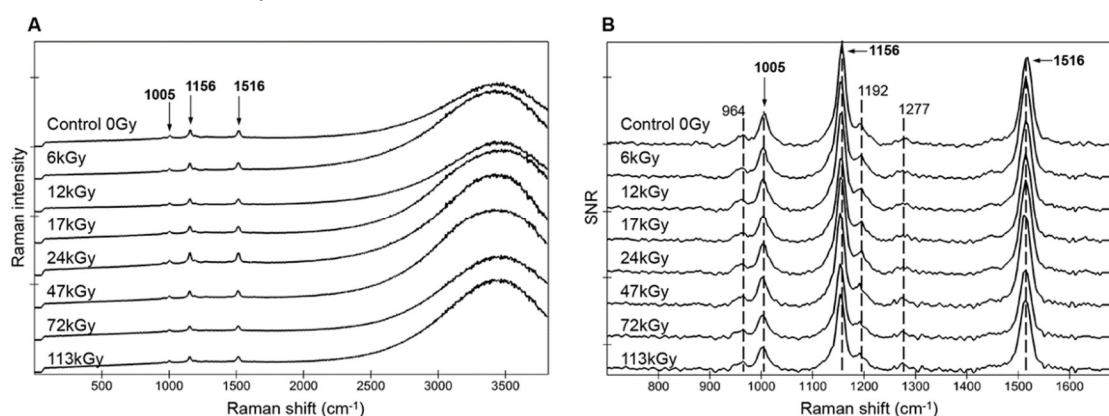 A
Raman intensity
1005
1156
1516
Control 0Gy
6kGy
12kGy
17kGy
24kGy
47kGy
72kGy
113kGy
500 1000 1500 2000 2500 3000 3500
Raman shift (cm-1)
B
SNR
964
1005
1156
1192
1277
1516
Control 0Gy
6kGy
12kGy
17kGy
24kGy
47kGy
72kGy
113kGy
800 900 1000 1100 1200 1300 1400 1500 1600
Raman shift (cm-1)